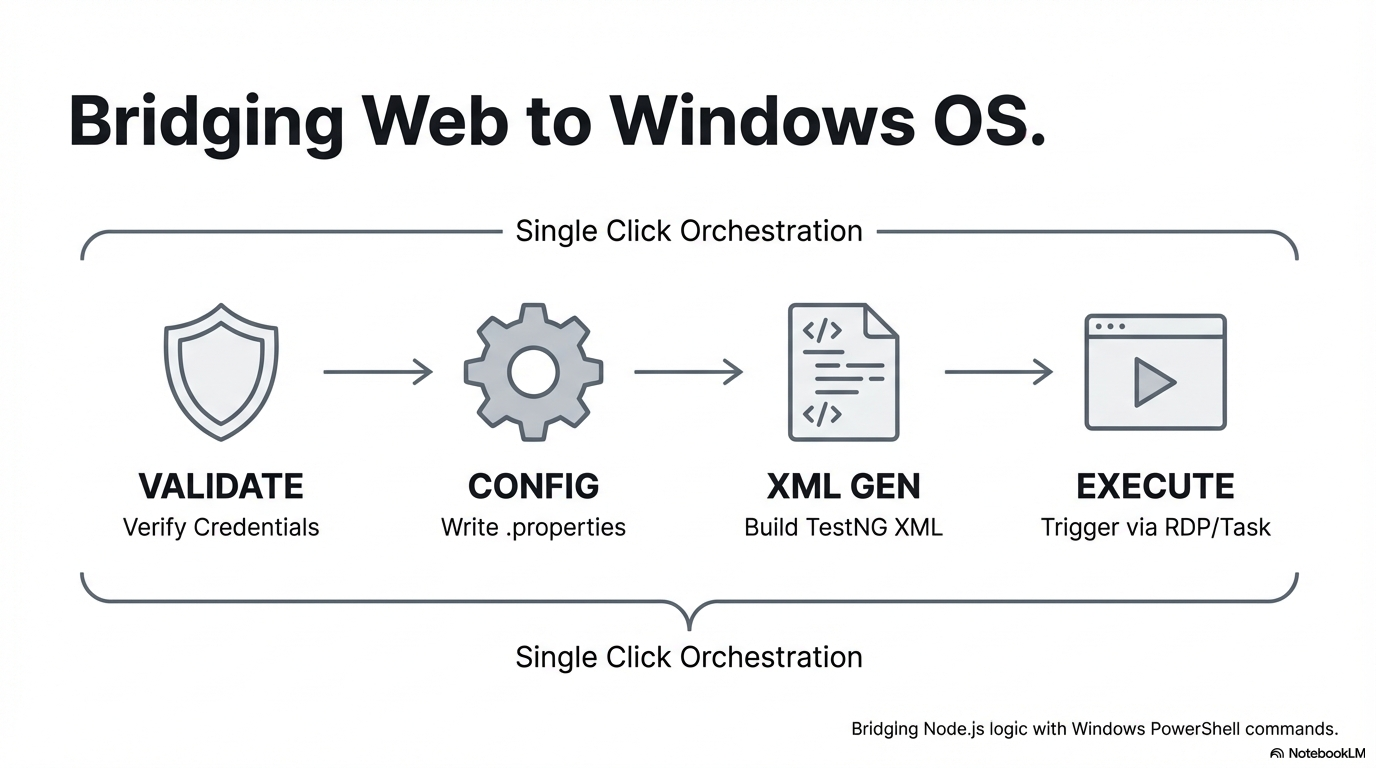 Bridging Web to Windows OS.
Single Click Orchestration
</>
</>
VALIDATE
Verify Credentials
CONFIG
Write .properties
XML GEN
Build TestNG XML
EXECUTE
Trigger via RDP/Task
Single Click Orchestration
Bridging Node.js logic with Windows PowerShell commands.
NotebookLM